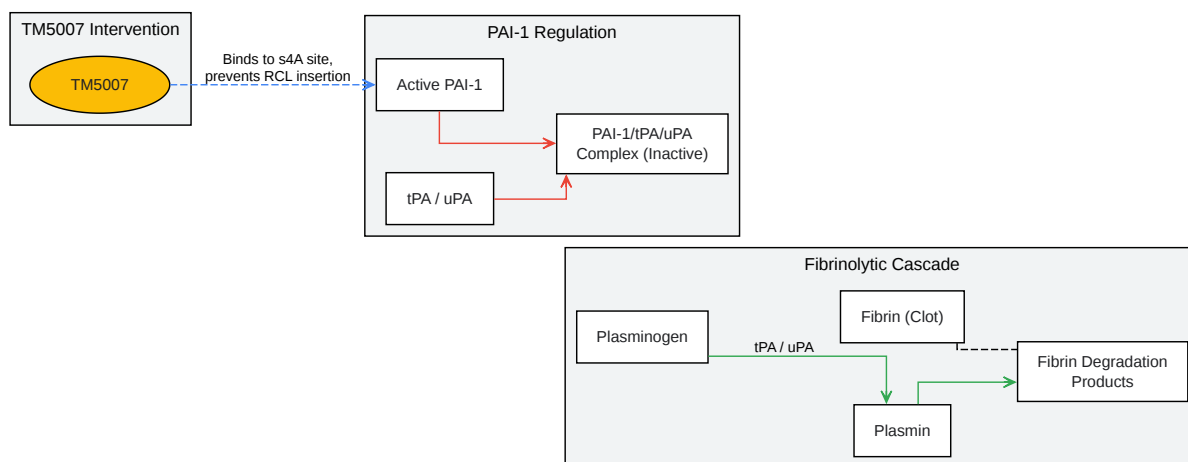 TM5007 Intervention
TM5007
Binds to s4A site,
prevents RCL insertion
PAI-1 Regulation
Active PAI-1
PAI-1/tPA/uPA
Complex (Inactive)
tPA / uPA
Fibrinolytic Cascade
Plasminogen
tPA / uPA
Fibrin (Clot)
Fibrin Degradation
Products
Plasmin